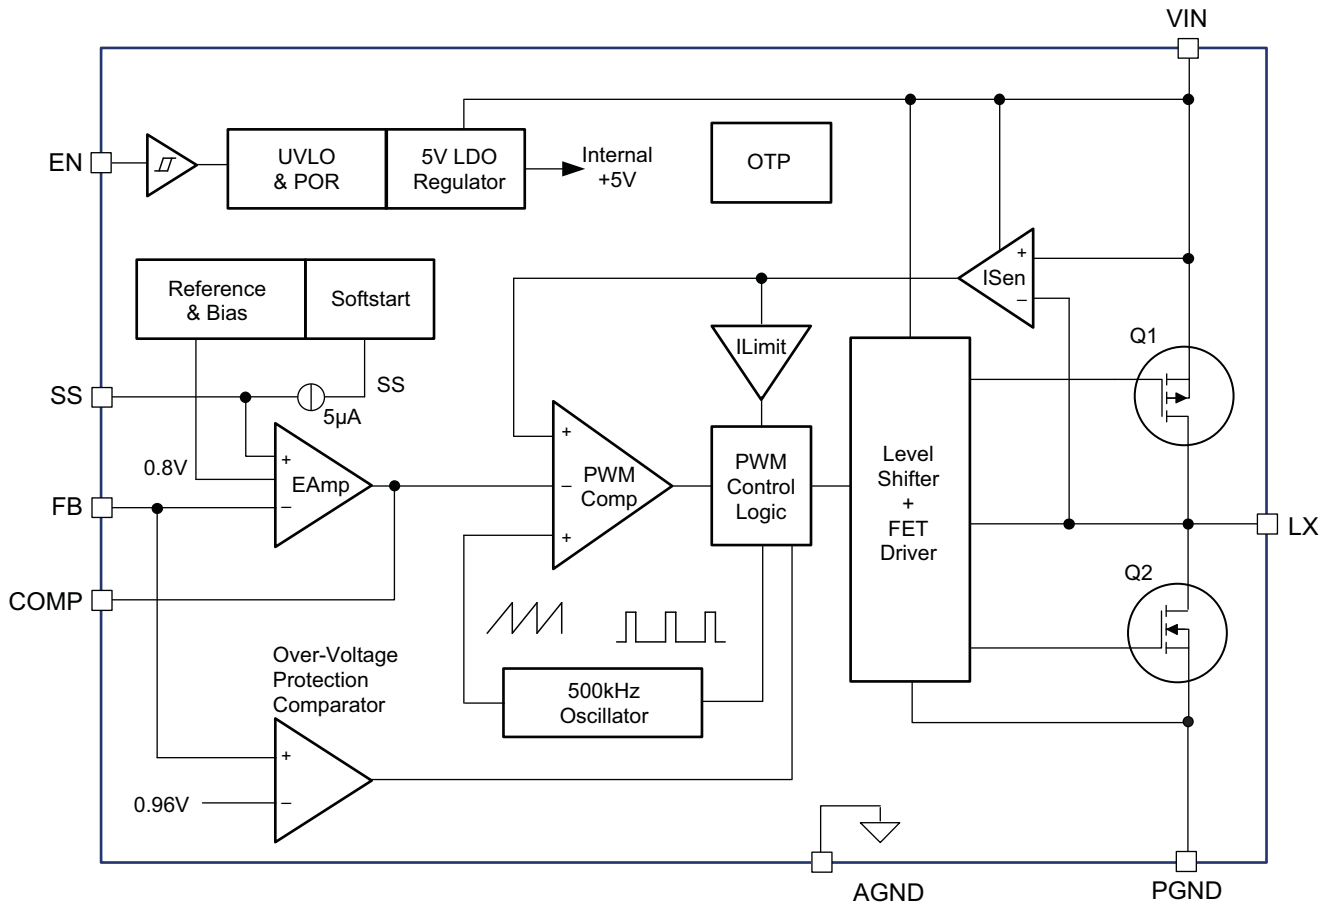 VIN
EN
UVLO
& POR
5V LDO
Regulator
Internal
+5V
OTP
+
ISen
–
Reference
& Bias
Softstart
ILimit
Q1
SS
SS
5µA
0.8V
+
EAmp
–
FB
+
–
PWM
Comp
+
PWM
Control
Logic
Level
Shifter
+
FET
Driver
LX
COMP
Q2
Over-Voltage
Protection
Comparator
500kHz
Oscillator
+
0.96V
–
AGND
PGND